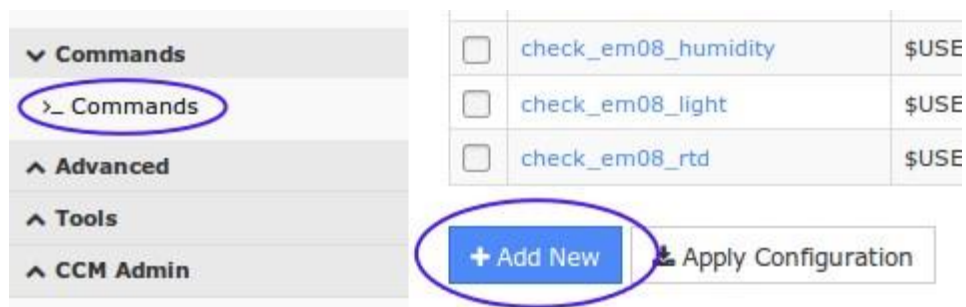 Commands
>_ Commands
Advanced
Tools
CCM Admin
check_em08_humidity $USE
check_em08_light $USE
check_em08_rtd $USE
+ Add New Apply Configuration